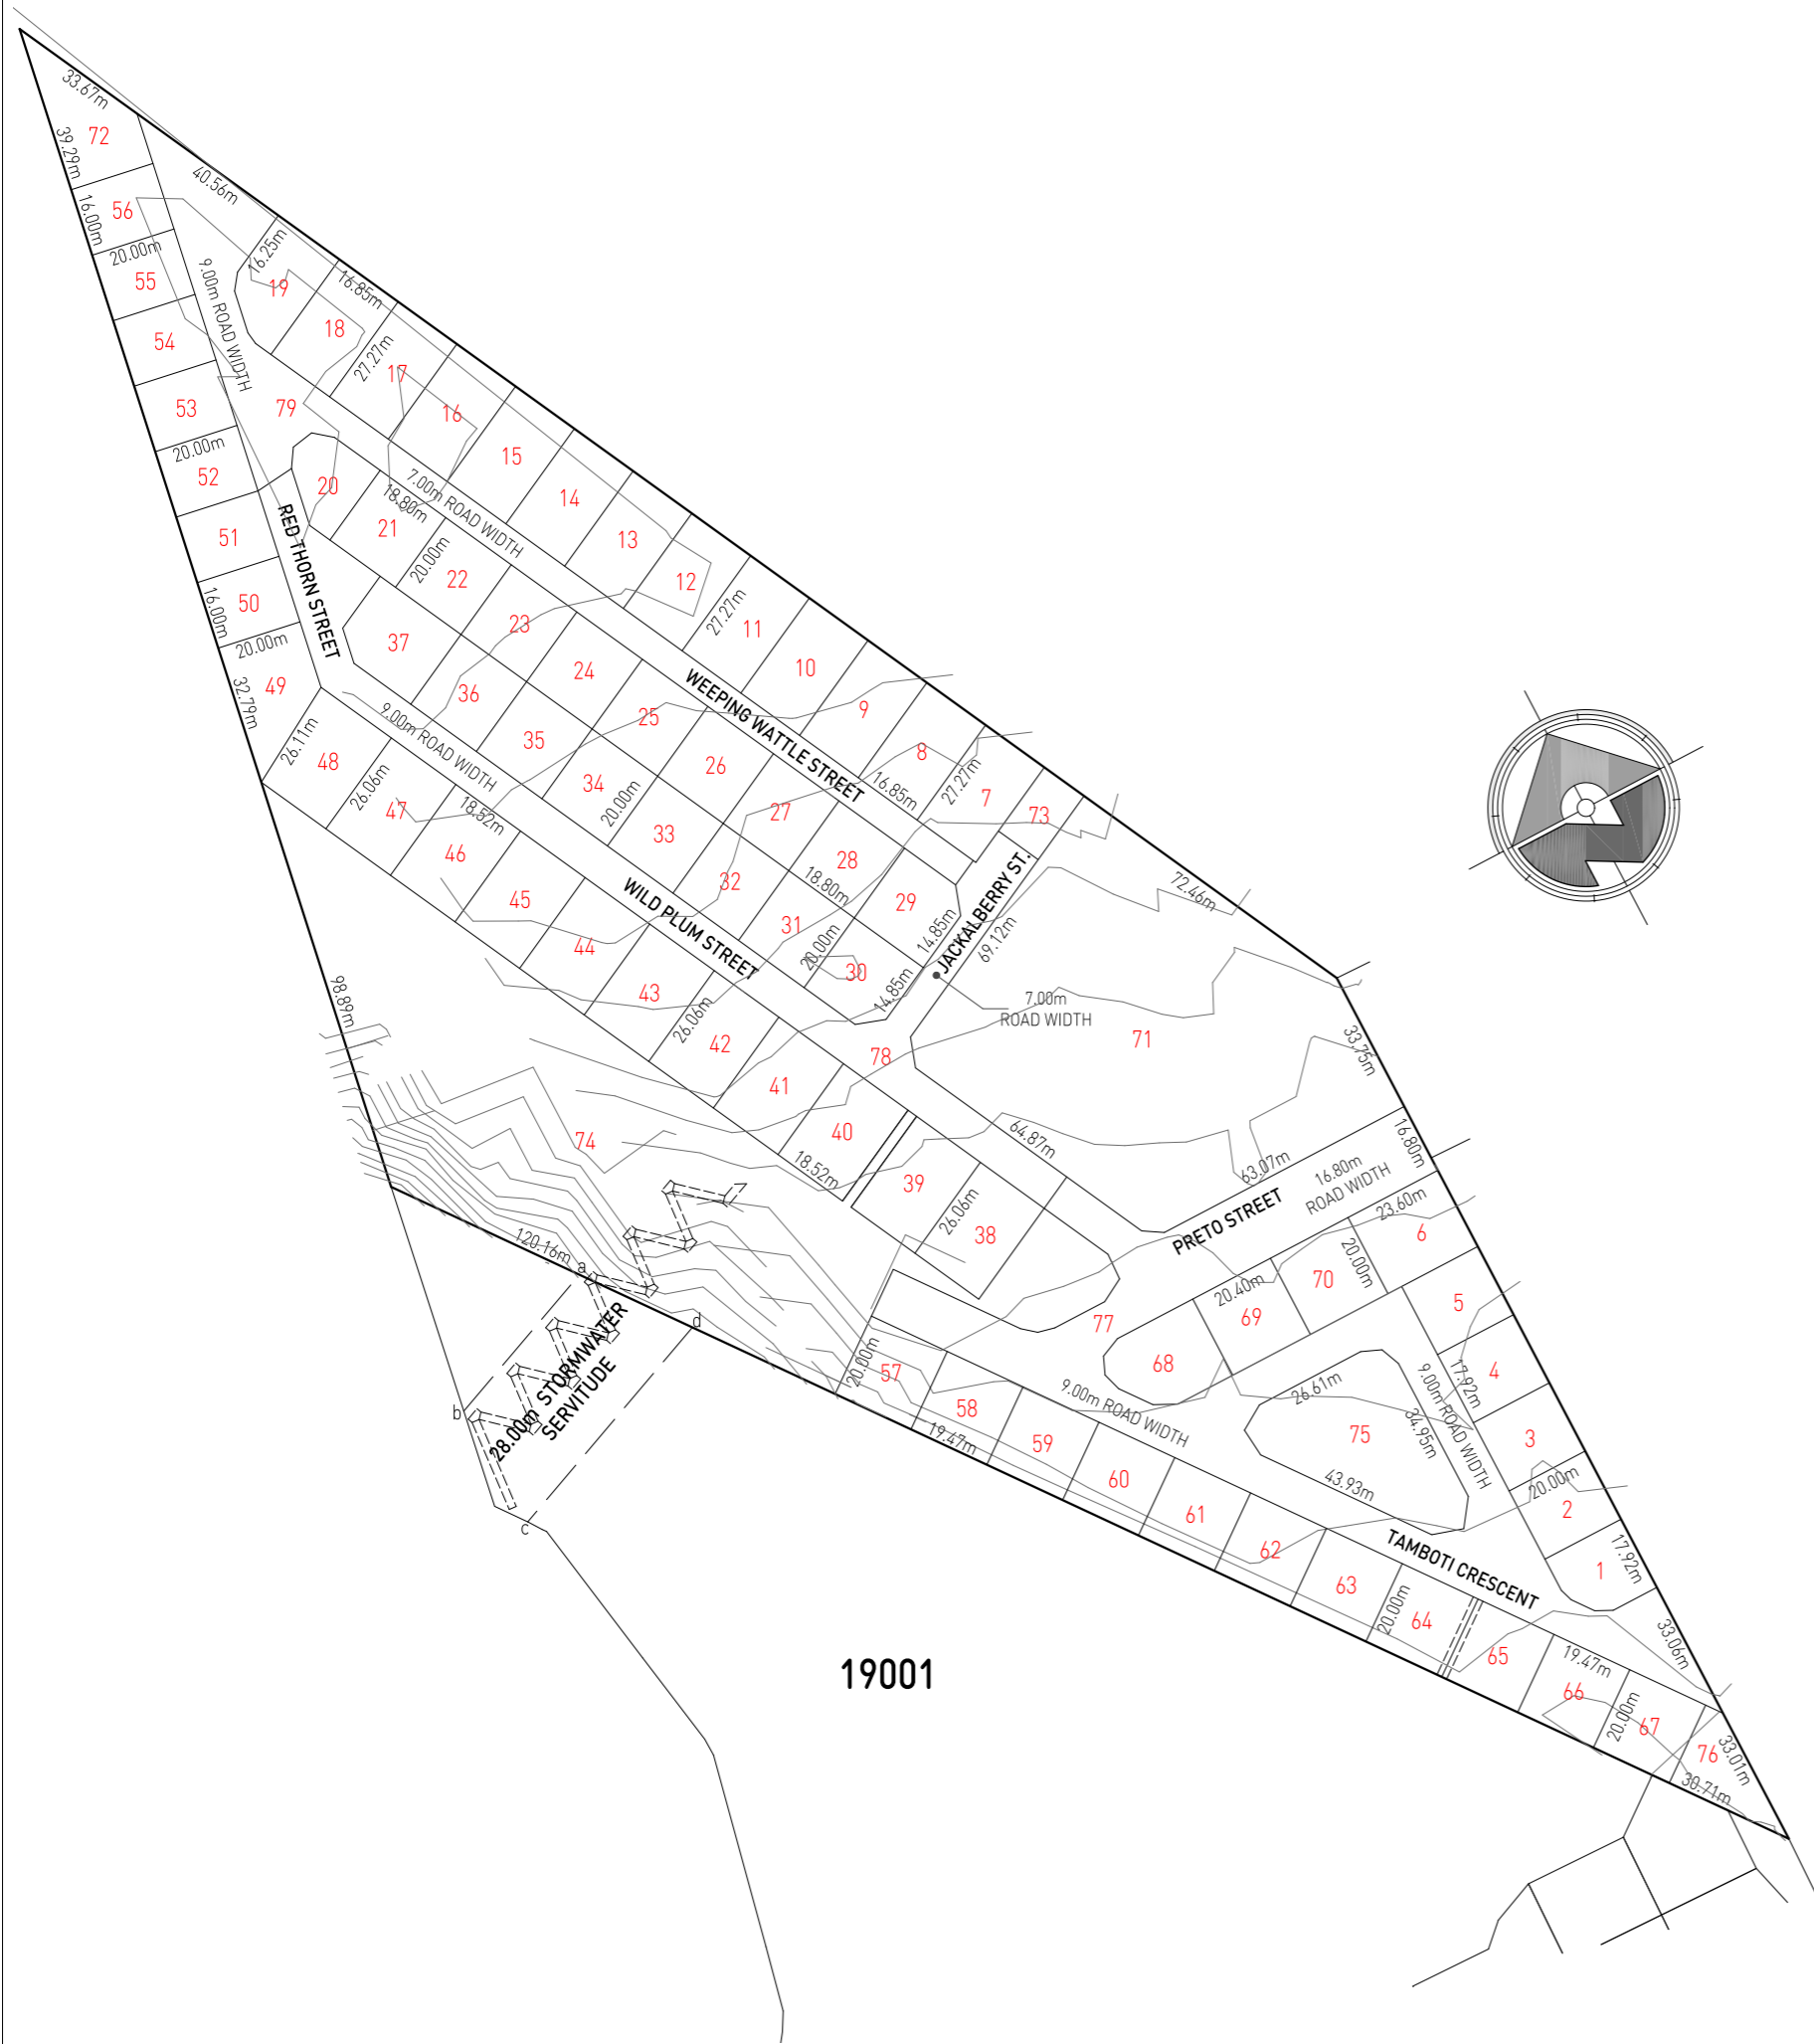 33.67m
72
39.29m
40.56m
56
16.00m
20.00m
55
9.00m ROAD WIDTH
16.25m
19
16.85m
18
54
27.27m
17
53
79
16
20.00m
52
15
20
18.80m
7.00m ROAD WIDTH
14
21
51
RED THORN STREET
13
22
20.00m
12
50
16.00m
27.27m
23
11
20.00m
37
24
10
49
32.79m
36
WEEPING WATTLE STREET
25
9
9.00m ROAD WIDTH
35
26
8
26.11m
48
34
16.85m
27.27m
7
26.06m
47
18.52m
20.00m
33
27
73
46
28
JACKALBERRY ST.
32
18.80m
72.46m
45
WILD PLUM STREET
31
29
14.85m
69.12m
44
20.00m
30
98.89m
43
14.85m
7.00m
ROAD WIDTH
71
26.06m
42
78
33.75m
41
74
40
64.87m
16.80m
18.52m
63.07m
16.80m
ROAD WIDTH
39
26.06m
38
PRETO STREET
23.60m
6
120.16m
a
20.00m
70
20.40m
69
5
d
77
28.00m STORMWATER
SERVITUDE
20.00m
57
68
17.92m
4
9.00m ROAD WIDTH
26.61m
9.00m ROAD WIDTH
b
58
19.47m
59
75
34.95m
3
60
43.93m
20.00m
2
c
61
62
TAMBOTI CRESCENT
17.92m
1
63
20.00m
64
33.06m
19001
65
19.47m
66
20.00m
67
76
33.01m
30.71m